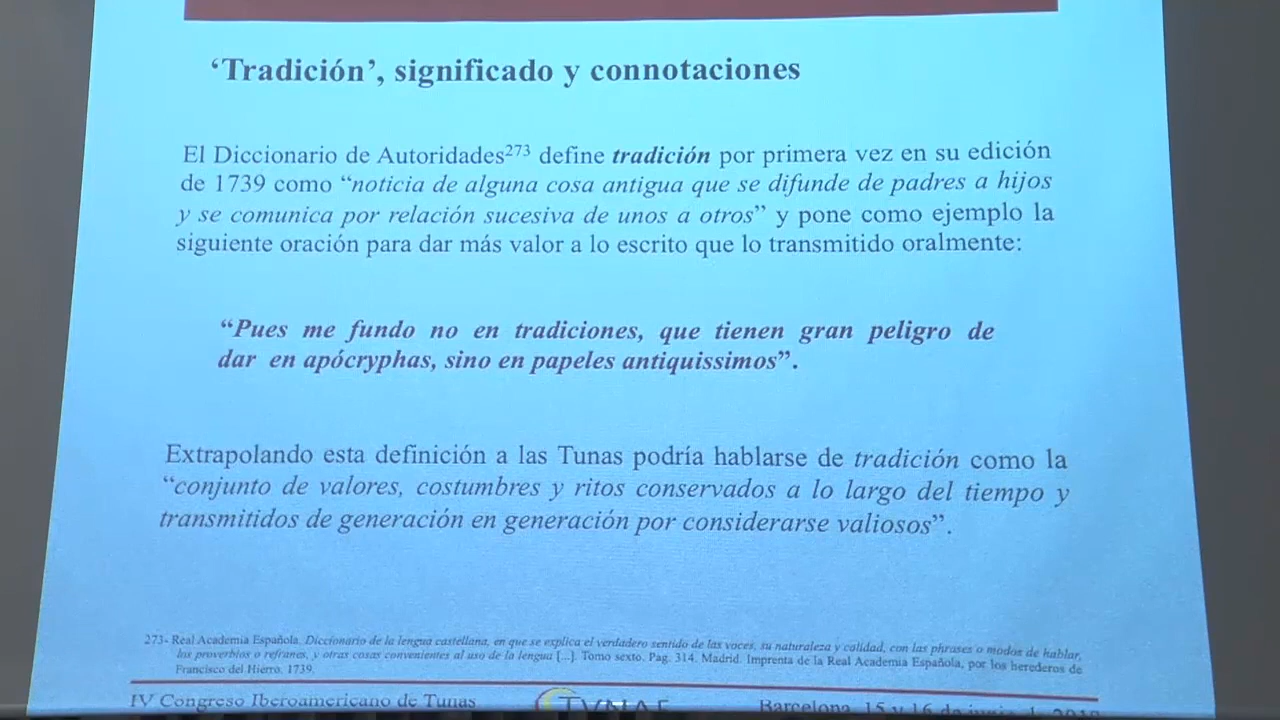 ‘Tradición’, significado y connotaciones
El Diccionario de Autoridades273 define tradición por primera vez en su edición
de 1739 como “noticia de alguna cosa antigua que se difunde de padres a hijos
y se comunica por relación sucesiva de unos a otros” y pone como ejemplo la
siguiente oración para dar más valor a lo escrito que lo transmitido oralmente:
“Pues me fundo no en tradiciones, que tienen gran peligro de
dar en apócryphas, sino en papeles antiquissimos”.
Extrapolando esta definición a las Tunas podría hablarse de tradición como la
“conjunto de valores, costumbres y ritos conservados a lo largo del tiempo y
transmitidos de generación en generación por considerarse valiosos”.
273- Real Academia Española. Diccionario de la lengua castellana, en que se explica el verdadero sentido de las voces, su naturaleza y calidad, con las phrases o modos de hablar,
los proverbios o refranes, y otras cosas convenientes al uso de la lengua [...]. Tomo sexto. Pag. 314. Madrid. Imprenta de la Real Academia Española, por los herederos de
Francisco del Hierro. 1739.
IV Congreso Iberoamericano de Tunas
TVNAE
Barcelona, 15 y 16 de junio de